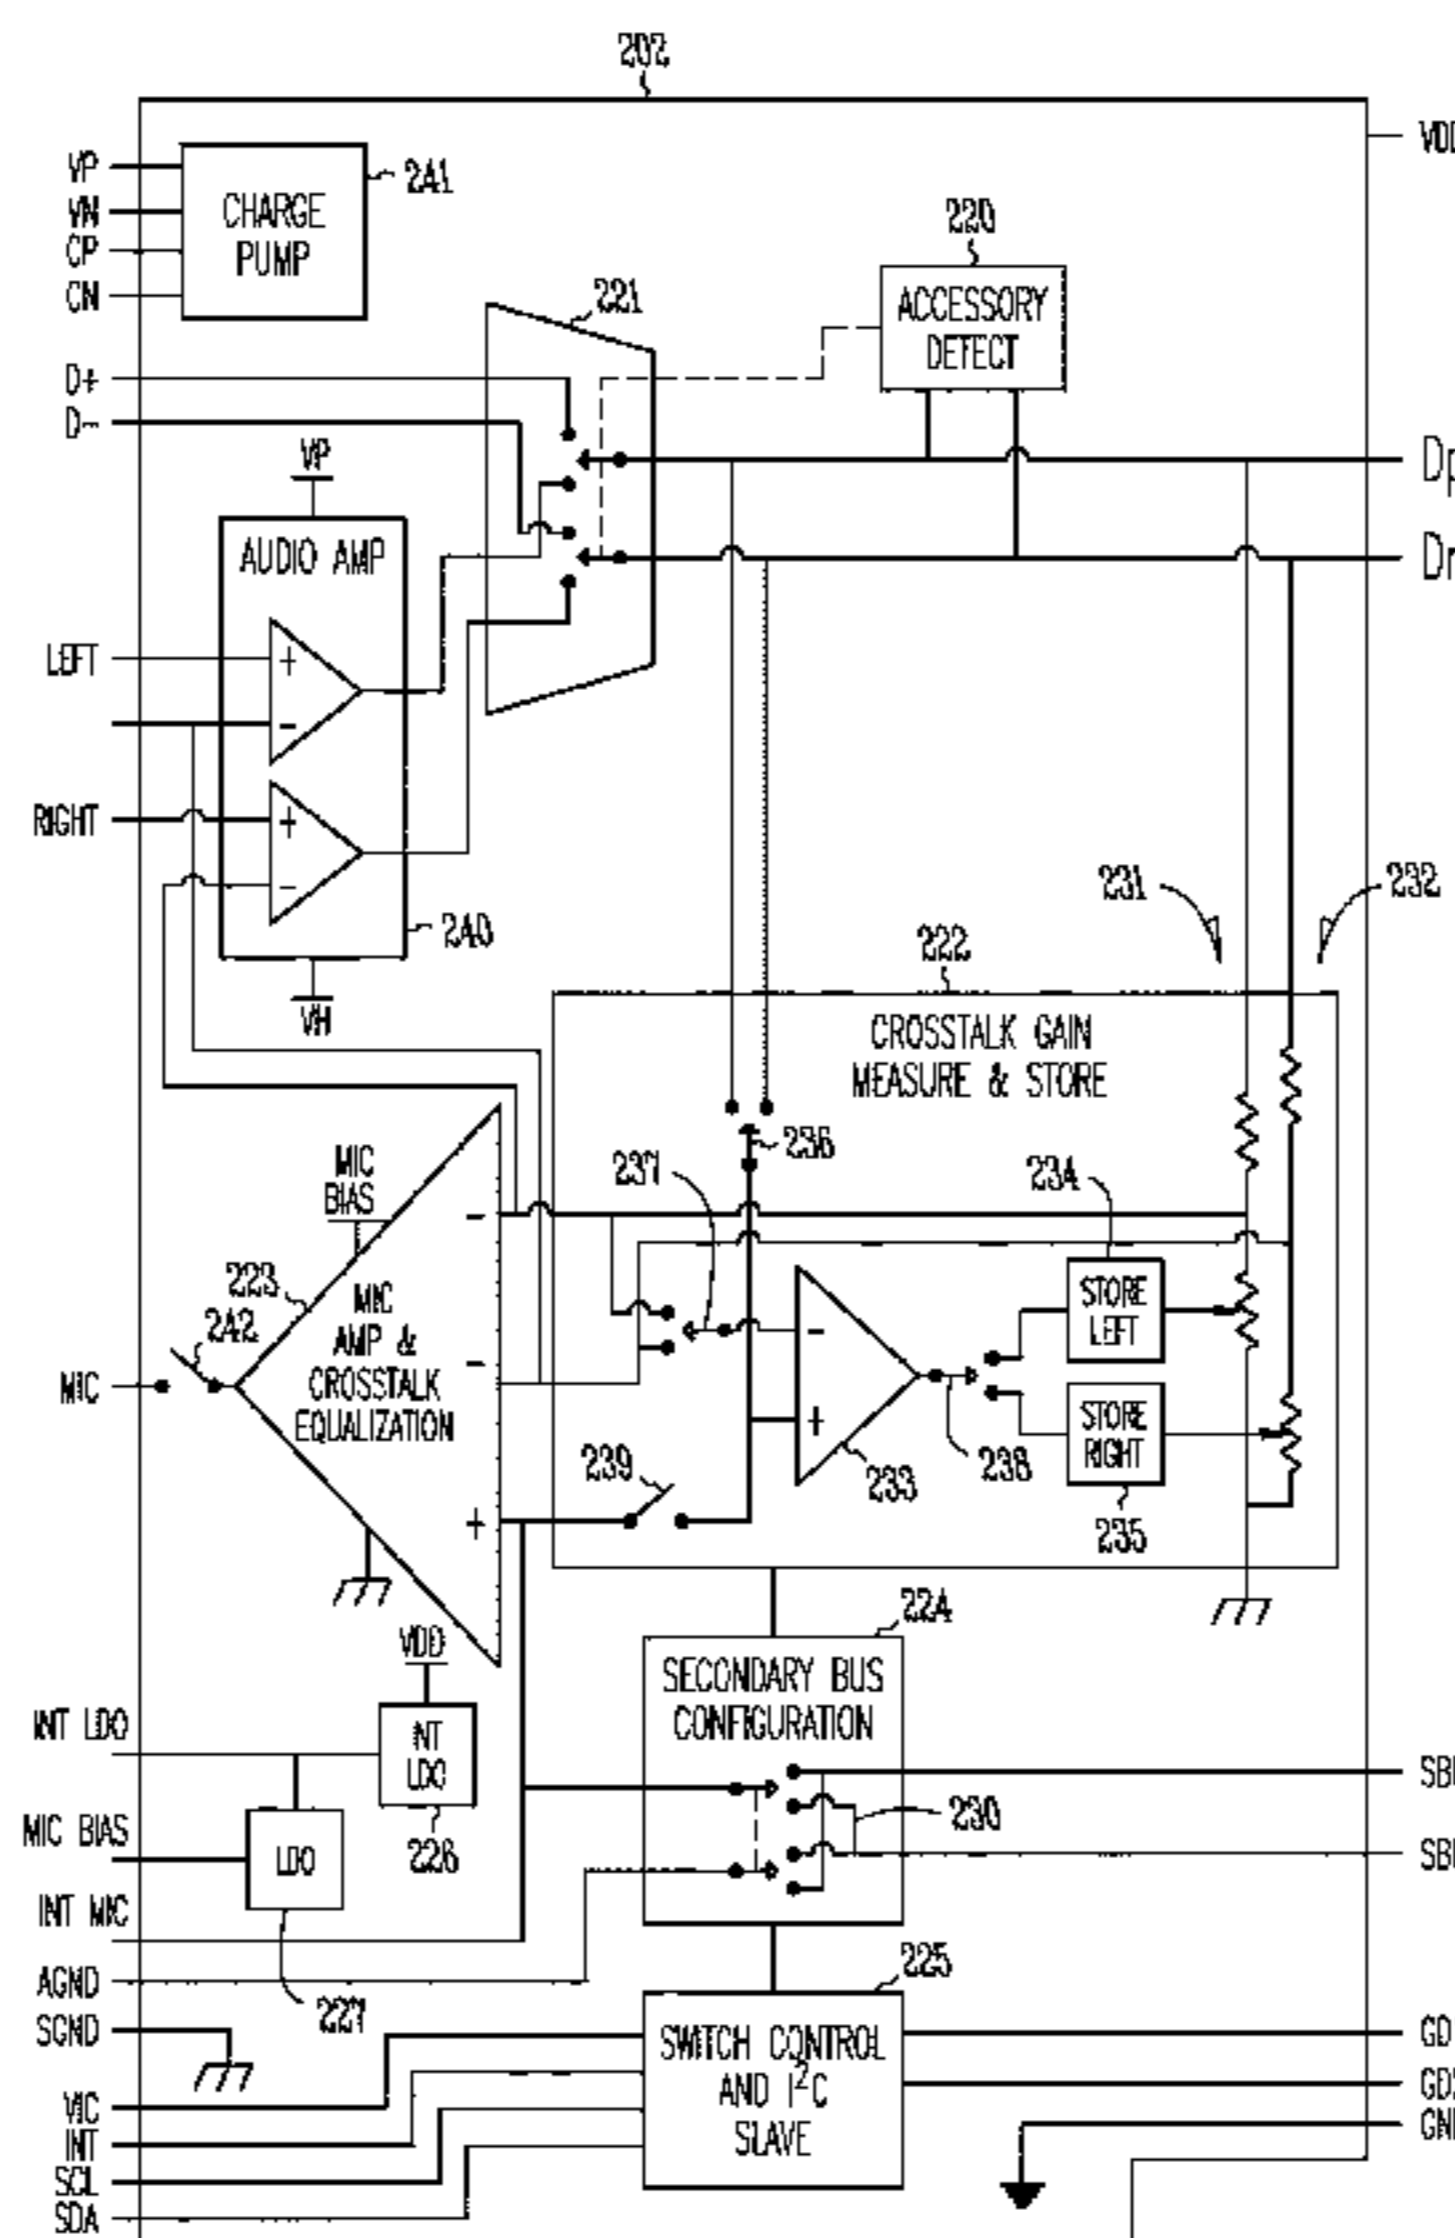 202
VDD
VP
VN
CP
CN
CHARGE
PUMP
241
220
ACCESSORY
DETECT
221
D+
D-
VP
AUDIO AMP
LEFT
+
-
RIGHT
+
-
240
VH
231
232
222
CROSSTALK GAIN
MEASURE & STORE
236
237
234
MIC
BIAS
-
223
242
MIC
MIC
AMP &
CROSSTALK
EQUALIZATION
-
+
STORE
LEFT
-
+
STORE
RIGHT
233
238
235
239
224
VDD
SECONDARY BUS
CONFIGURATION
INT LDO
INT
LDO
226
MIC BIAS
LDO
230
INT MIC
AGND
227
225
SGND
SWITCH CONTROL
AND I²C
SLAVE
VIC
INT
SCL
SDA